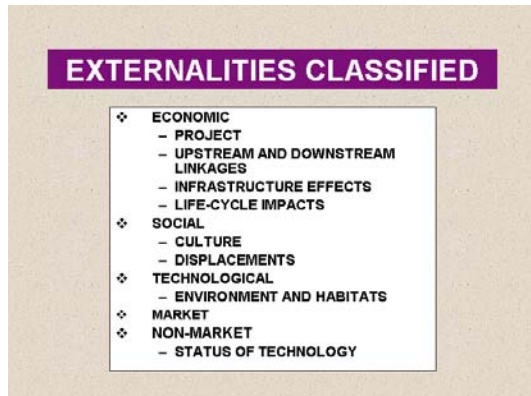 EXTERNALITIES CLASSIFIED
❖ ECONOMIC
– PROJECT
– UPSTREAM AND DOWNSTREAM
LINKAGES
– INFRASTRUCTURE EFFECTS
– LIFE-CYCLE IMPACTS
❖ SOCIAL
– CULTURE
– DISPLACEMENTS
❖ TECHNOLOGICAL
– ENVIRONMENT AND HABITATS
❖ MARKET
❖ NON-MARKET
– STATUS OF TECHNOLOGY